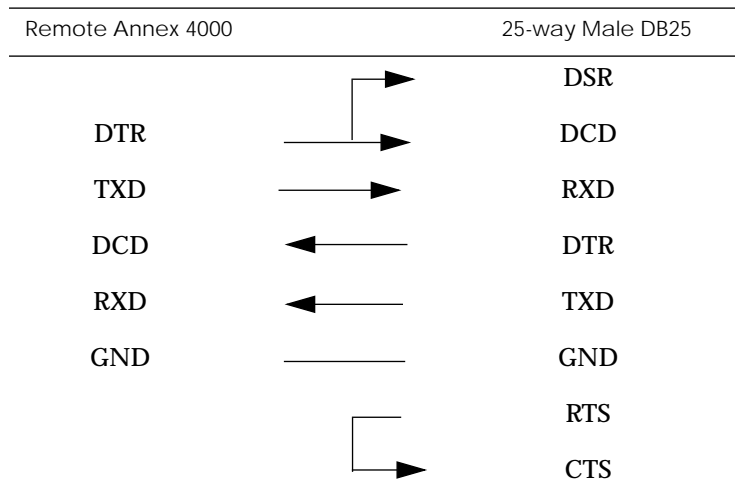 Remote Annex 4000 25-way Male DB25
DSR
DTR DCD
TXD RXD
DCD DTR
RXD TXD
GND GND
RTS
CTS